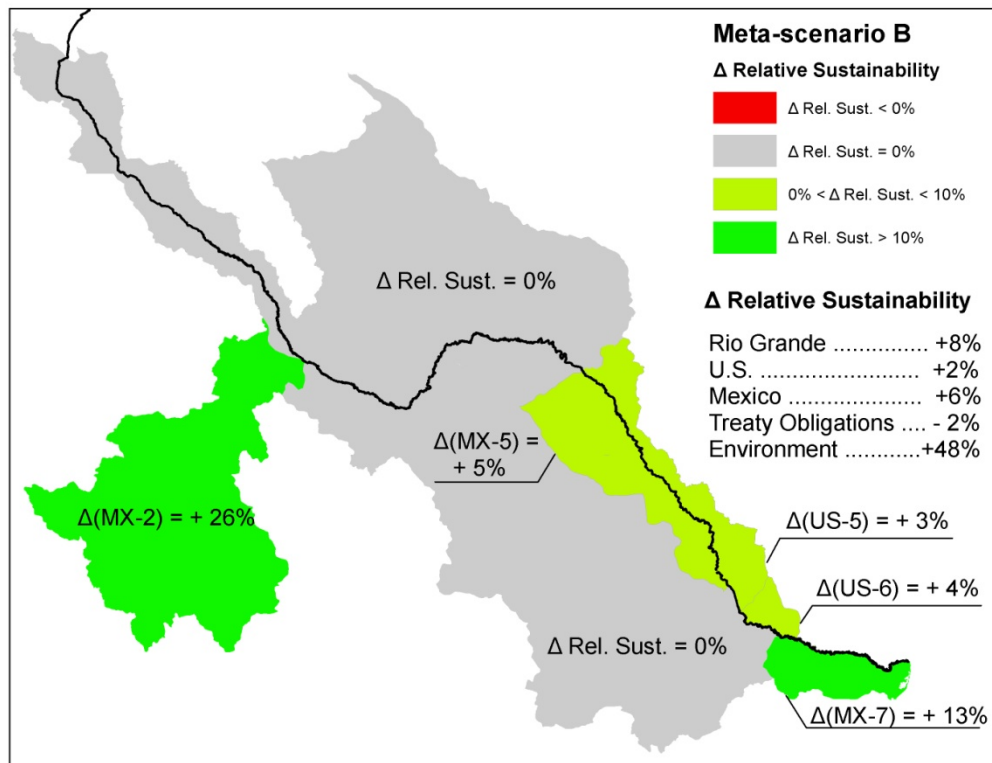 Meta-scenario B
Δ Relative Sustainability
Δ Rel. Sust. < 0%
Δ Rel. Sust. = 0%
0% < Δ Rel. Sust. < 10%
Δ Rel. Sust. > 10%
Δ Rel. Sust. = 0%
Δ Relative Sustainability
Rio Grande ............... +8%
U.S. ........................... +2%
Mexico ..................... +6%
Treaty Obligations .... - 2%
Environment ............+48%
Δ(MX-5) =
+ 5%
Δ(MX-2) = + 26%
Δ(US-5) = + 3%
Δ(US-6) = + 4%
Δ Rel. Sust. = 0%
Δ(MX-7) = + 13%